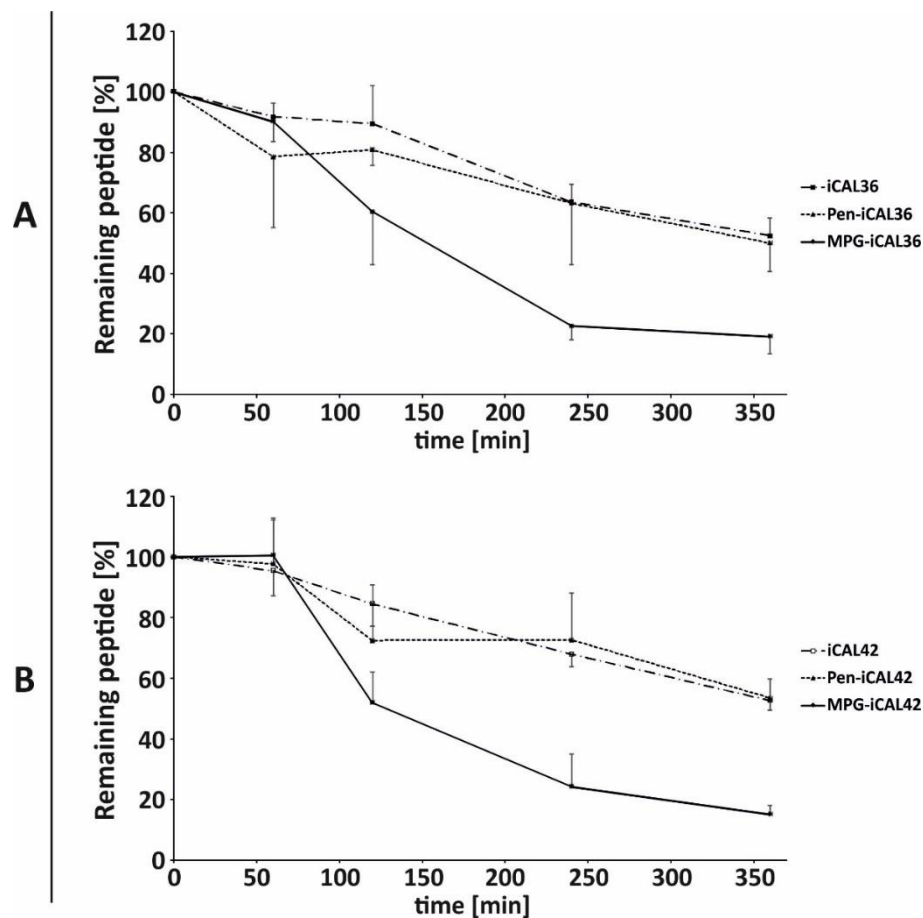 A
Remaining peptide [%]
120
100
80
60
40
20
0
0 50 100 150 200 250 300 350
time [min]
iCAL36
Pen-iCAL36
MPG-iCAL36
B
Remaining peptide [%]
120
100
80
60
40
20
0
0 50 100 150 200 250 300 350
time [min]
iCAL42
Pen-iCAL42
MPG-iCAL42